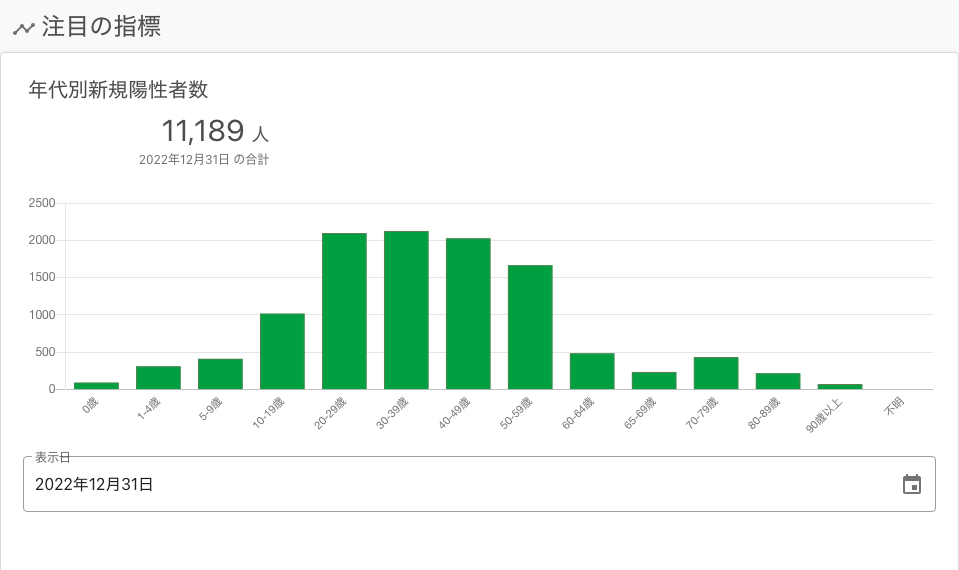 注目の指標
年代別新規陽性者数
11,189 人
2022年12月31日 の合計
2500
2000
1500
1000
500
0
0歳
1-4歳
5-9歳
10-19歳
20-29歳
30-39歳
40-49歳
50-59歳
60-64歳
65-69歳
70-79歳
80-89歳
90歳以上
不明
表示日
2022年12月31日